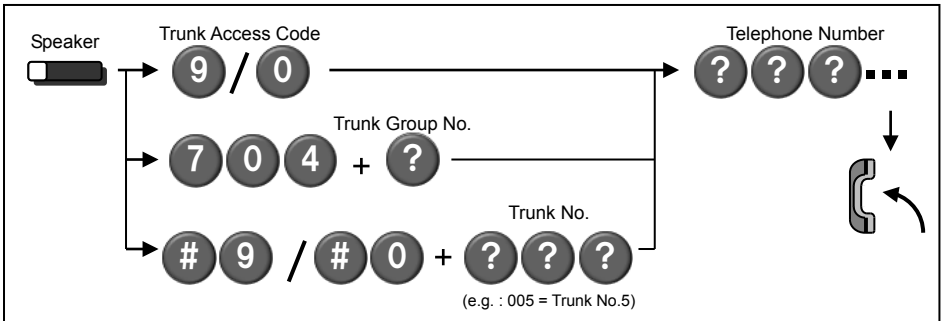 Speaker
Trunk Access Code
Telephone Number
9 / 0
? ? ?
Trunk Group No.
7 0 4 + ?
Trunk No.
# 9 / # 0 + ? ? ?
(e.g. : 005 = Trunk No.5)